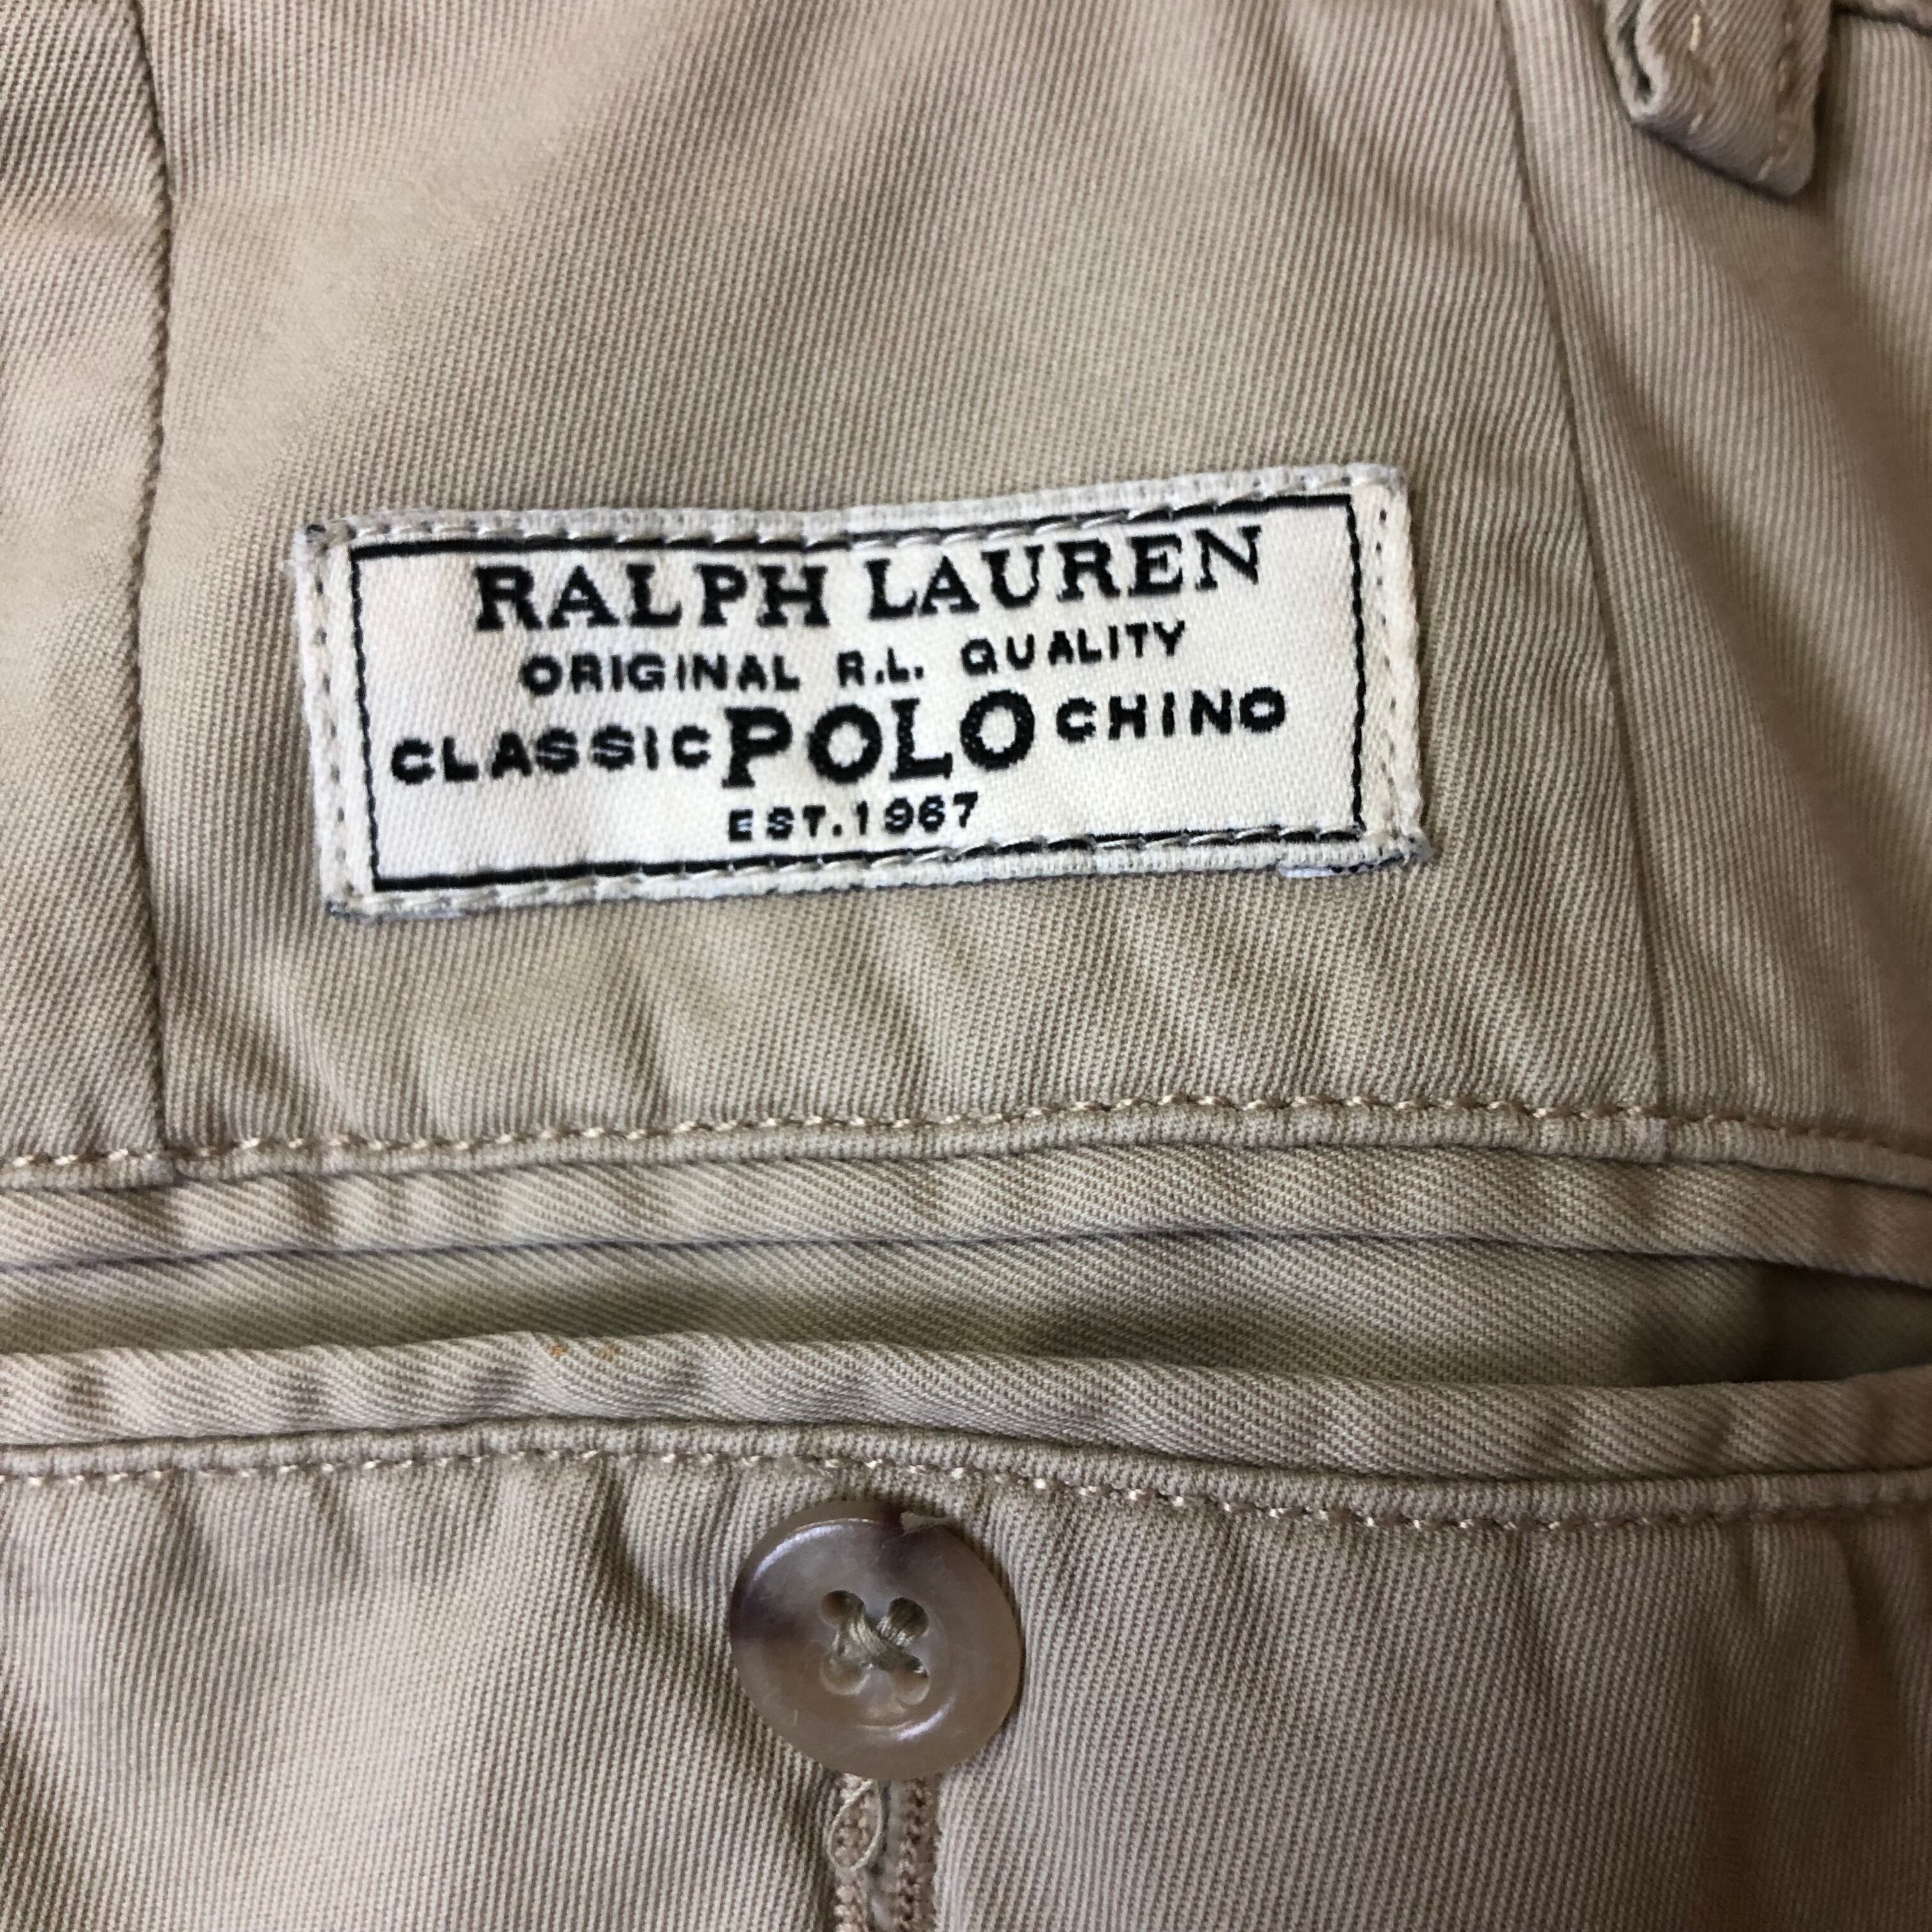 RALPH LAUREN
ORIGINAL R.L. QUALITY
CLASSIC POLO CHINO
EST. 1967